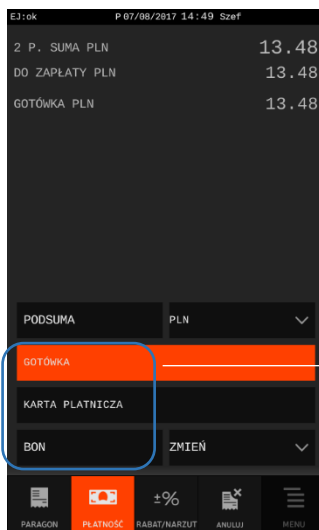 EJ:ok P 07/08/2017 14:49 Szef
2 P. SUMA PLN 13.48
DO ZAPŁATY PLN 13.48
GOTÓWKA PLN 13.48
PODSUMA PLN
GOTÓWKA
KARTA PŁATNICZA
BON ZMIEŃ
±%
PARAGON PŁATNOŚĆ RABAT/NARZUT ANULUJ MENU